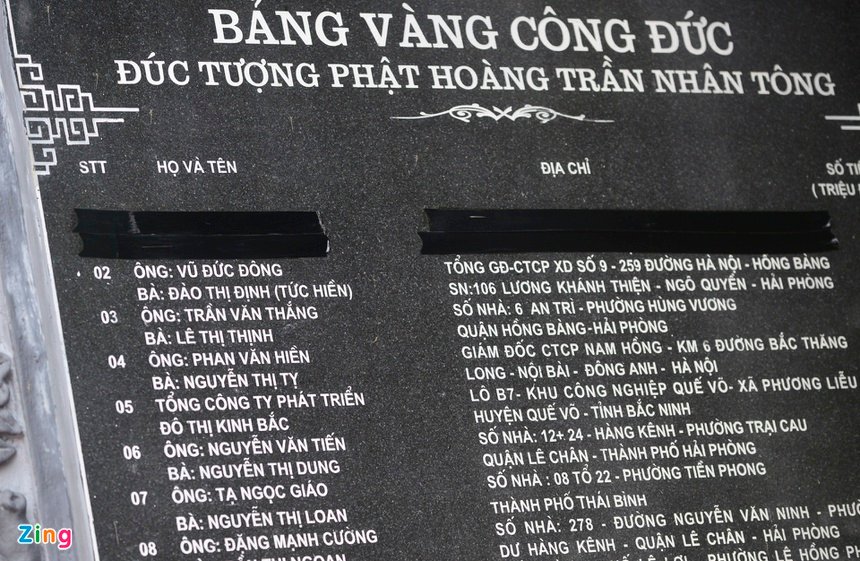 BẢNG VÀNG CÔNG ĐỨC
ĐÚC TƯỢNG PHẬT HOÀNG TRẦN NHÂN TÔNG
STT HỌ VÀ TÊN ĐỊA CHỈ SỐ TIỀ
( TRIỆU
02 ÔNG: VŨ ĐỨC ĐÔNG TỔNG GĐ-CTCP XD SỐ 9 - 259 ĐƯỜNG HÀ NỘI - HỒNG BÀNG
BÀ: ĐÀO THỊ ĐỊNH (TỨC HIỀN) SN:106 LƯƠNG KHÁNH THIỆN - NGÔ QUYỀN - HẢI PHÒNG
03 ÔNG: TRẦN VĂN THẮNG SỐ NHÀ: 6 AN TRÌ - PHƯỜNG HÙNG VƯƠNG
BÀ: LÊ THỊ THỊNH QUẬN HỒNG BÀNG-HẢI PHÒNG
04 ÔNG: PHAN VĂN HIỀN GIÁM ĐỐC CTCP NAM HỒNG - KM 6 ĐƯỜNG BẮC THĂNG
BÀ: NGUYỄN THỊ TỴ LONG - NỘI BÀI - ĐÔNG ANH - HÀ NỘI
05 TỔNG CÔNG TY PHÁT TRIỂN LÔ B7- KHU CÔNG NGHIỆP QUẾ VÕ- XÃ PHƯƠNG LIỄU
ĐÔ THỊ KINH BẮC HUYỆN QUẾ VÕ - TỈNH BẮC NINH
06 ÔNG: NGUYỄN VĂN TIẾN SỐ NHÀ: 12+ 24 - HÀNG KÊNH - PHƯỜNG TRẠI CAU
BÀ: NGUYỄN THỊ DUNG QUẬN LÊ CHÂN - THÀNH PHỐ HẢI PHÒNG
07 ÔNG: TẠ NGỌC GIÁO SỐ NHÀ: 08 TỔ 22 - PHƯỜNG TIỀN PHONG
BÀ: NGUYỄN THỊ LOAN THÀNH PHỐ THÁI BÌNH
08 ÔNG: ĐẶNG MẠNH CƯỜNG SỐ NHÀ: 278 - ĐƯỜNG NGUYỄN VĂN NINH - PHƯỜ
DƯ HÀNG KÊNH - QUẬN LÊ CHÂN - HẢI PHÒNG
LÊ LỢI - PHƯỜNG LÊ HỒNG PH
Zing